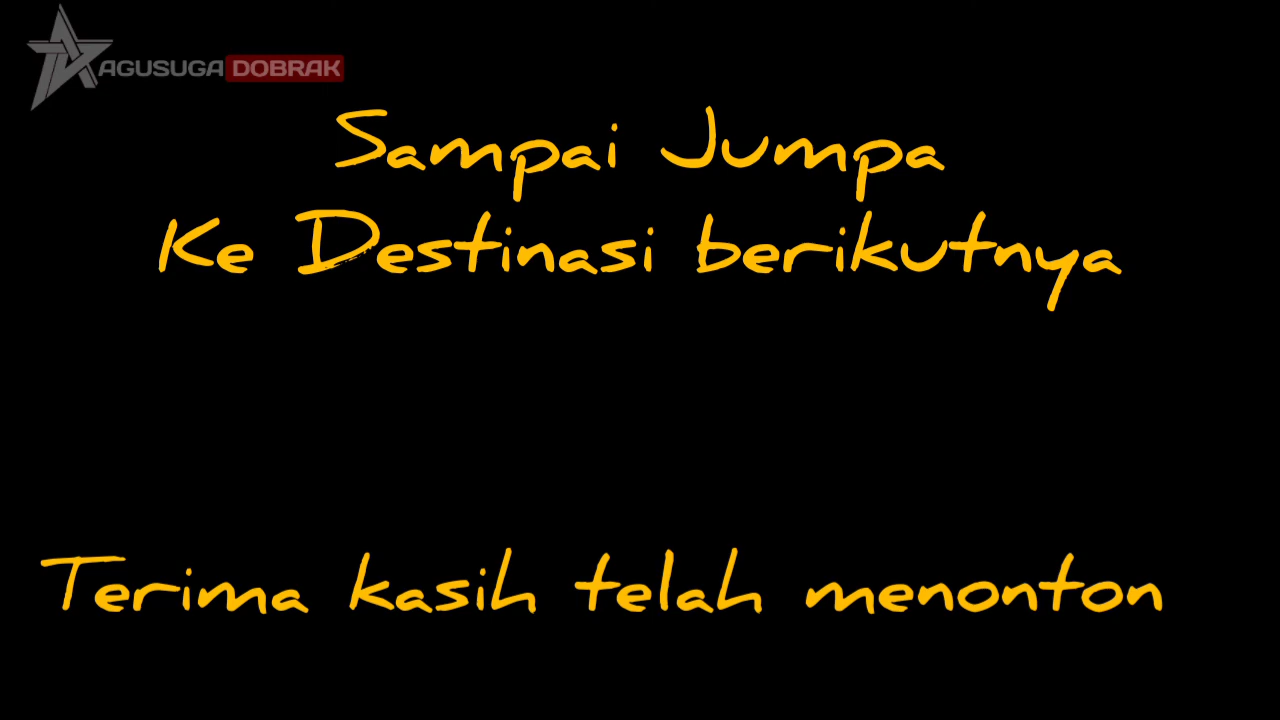 AGUSUGA DOBRAK
Sampai Jumpa
Ke Destinasi berikutnya
Terima kasih telah menonton